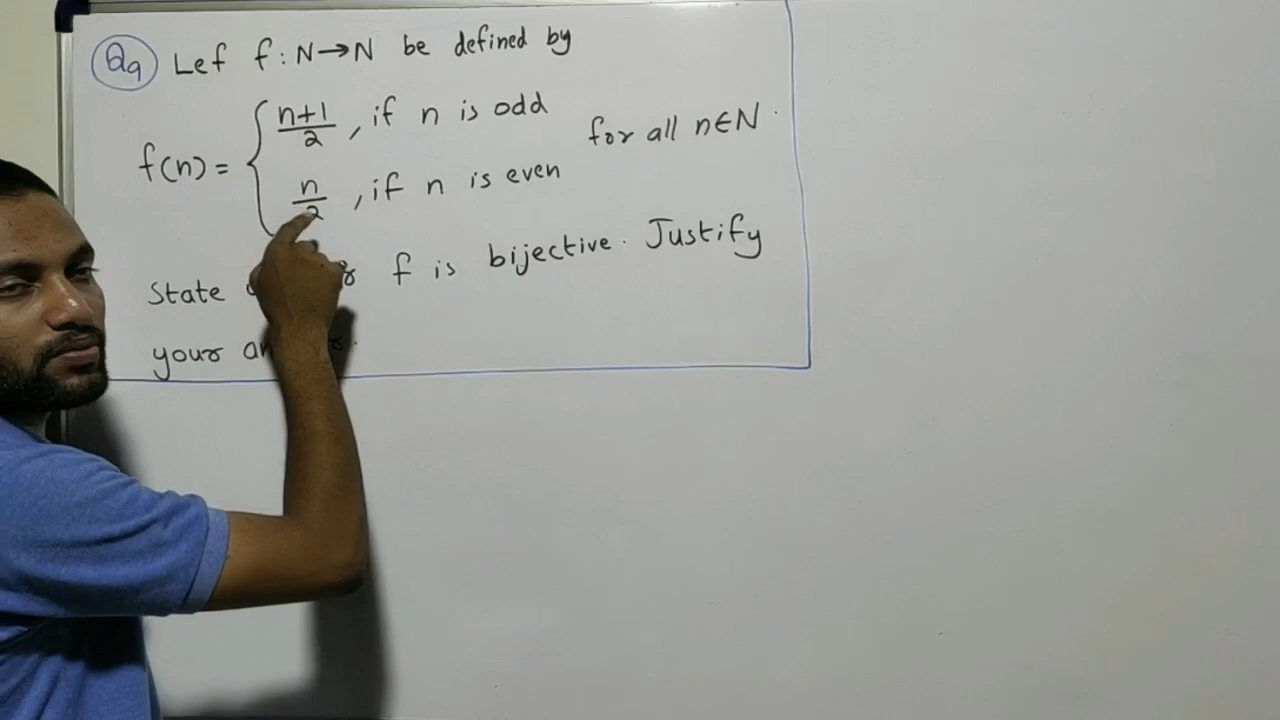 Q9 Let f : N→N be defined by
f(n) = { n+1/2 , if n is odd
n/2 , if n is even
for all n∈N.
State f is bijective. Justify
your